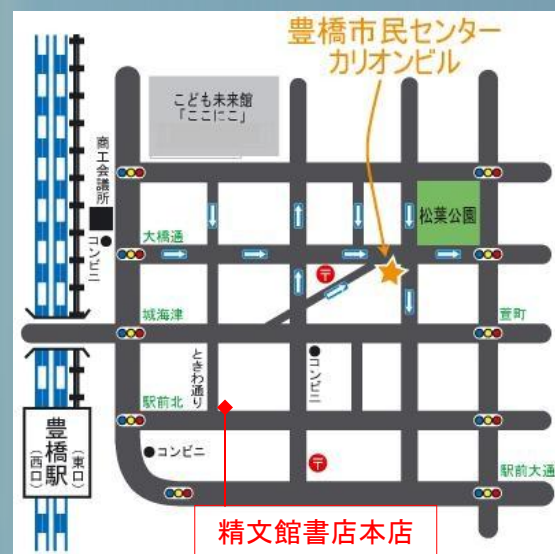 豊橋市民センター
カリオンビル
こども未来館
「ここにこ」
商工会議所
コンビニ
大橋通
松葉公園
〒
城海津
萱町
ときわ通り
コンビニ
駅前北
豊橋駅
(西口)
(東口)
コンビニ
〒
駅前大通
精文館書店本店